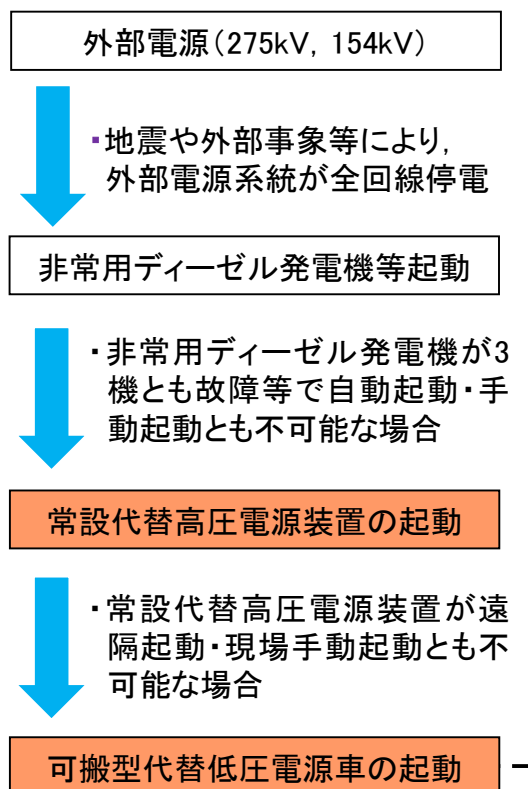 外部電源(275kV, 154kV)
・地震や外部事象等により,
外部電源系統が全回線停電
非常用ディーゼル発電機等起動
・非常用ディーゼル発電機が3
機とも故障等で自動起動・手
動起動とも不可能な場合
常設代替高圧電源装置の起動
・常設代替高圧電源装置が遠
隔起動・現場手動起動とも不
可能な場合
可搬型代替低圧電源車の起動